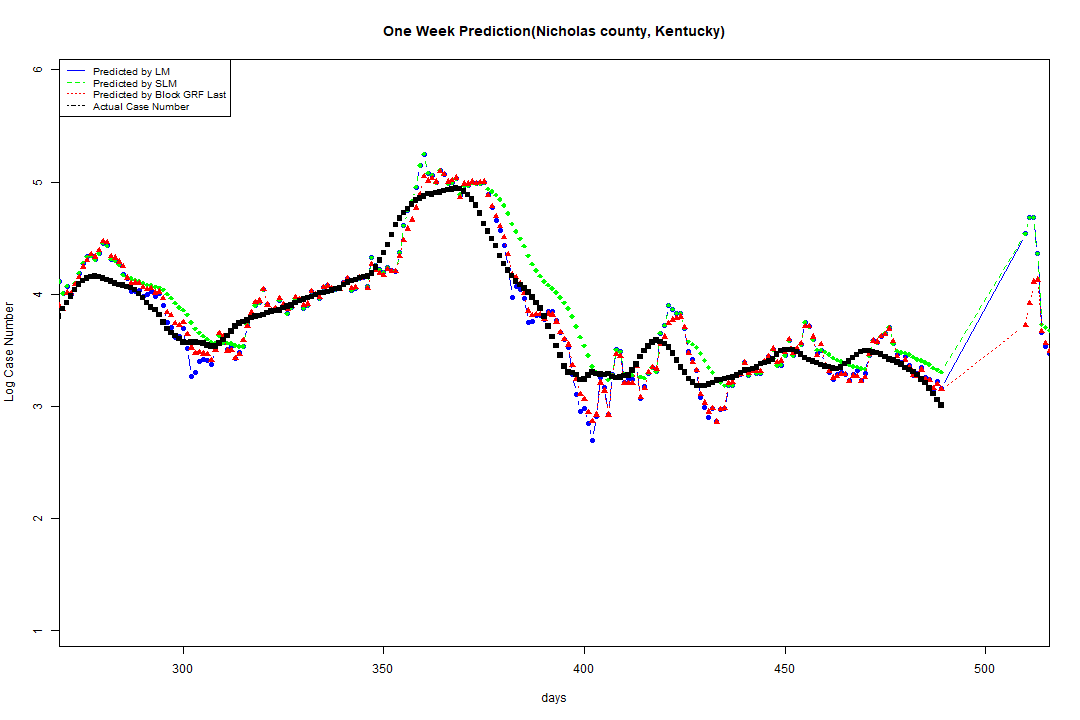 One Week Prediction(Nicholas county, Kentucky)
Predicted by LM
Predicted by SLM
Predicted by Block GRF Last
Actual Case Number
6
5
4
3
2
1
Log Case Number
300 350 400 450 500
days